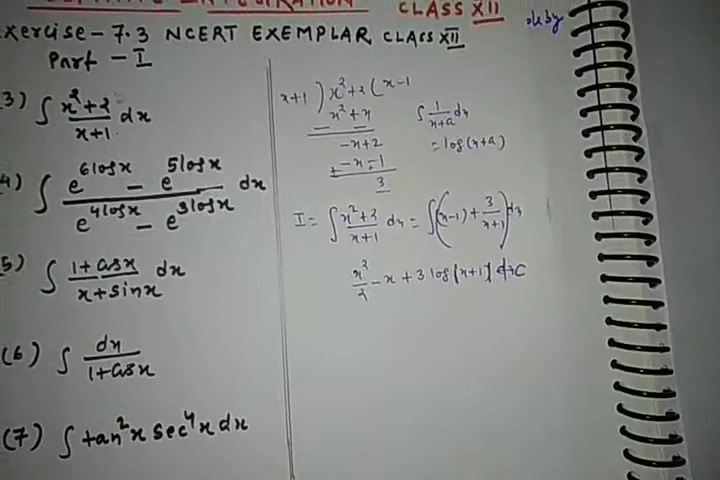 CLASS XII
Exercise - 7.3 NCERT EXEMPLAR CLASS XII
Part - I
3) ∫ x²+2 / x+1 dx
4) ∫ e^6logx - e^5logx / e^4logx - e^3logx dx
5) ∫ 1+cosx / x+sinx dx
(6) ∫ dx / 1+cosx
(7) ∫ tan²x sec⁴x dx
x+1 ) x²+2 ( x-1
x²+x
- -
-x+2
-x-1
+ +
3
∫ 1/x+a dx
= log(x+a)
I = ∫ x²+2 / x+1 dx = ∫ ((x-1) + 3/x+1) dx
x²/2 - x + 3 log|x+1| + C